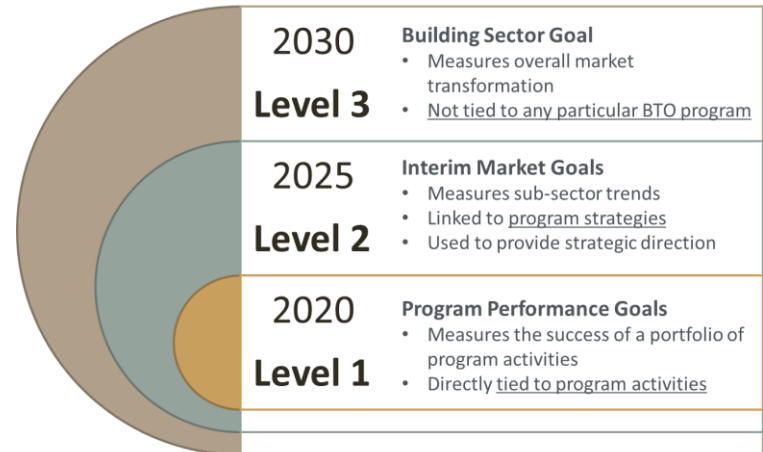 2030
Level 3
Building Sector Goal
• Measures overall market
transformation
• Not tied to any particular BTO program
2025
Level 2
Interim Market Goals
• Measures sub-sector trends
• Linked to program strategies
• Used to provide strategic direction
2020
Level 1
Program Performance Goals
• Measures the success of a portfolio of
program activities
• Directly tied to program activities